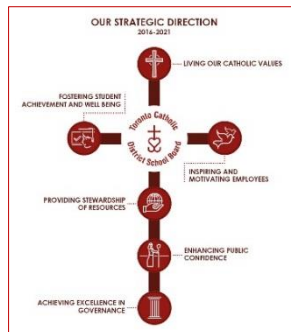 OUR STRATEGIC DIRECTION
2016-2021
LIVING OUR CATHOLIC VALUES
FOSTERING STUDENT
ACHIEVEMENT AND WELL BEING
Toronto Catholic
District School Board
INSPIRING AND
MOTIVATING EMPLOYEES
PROVIDING STEWARDSHIP
OF RESOURCES
ENHANCING PUBLIC
CONFIDENCE
ACHIEVING EXCELLENCE IN
GOVERNANCE